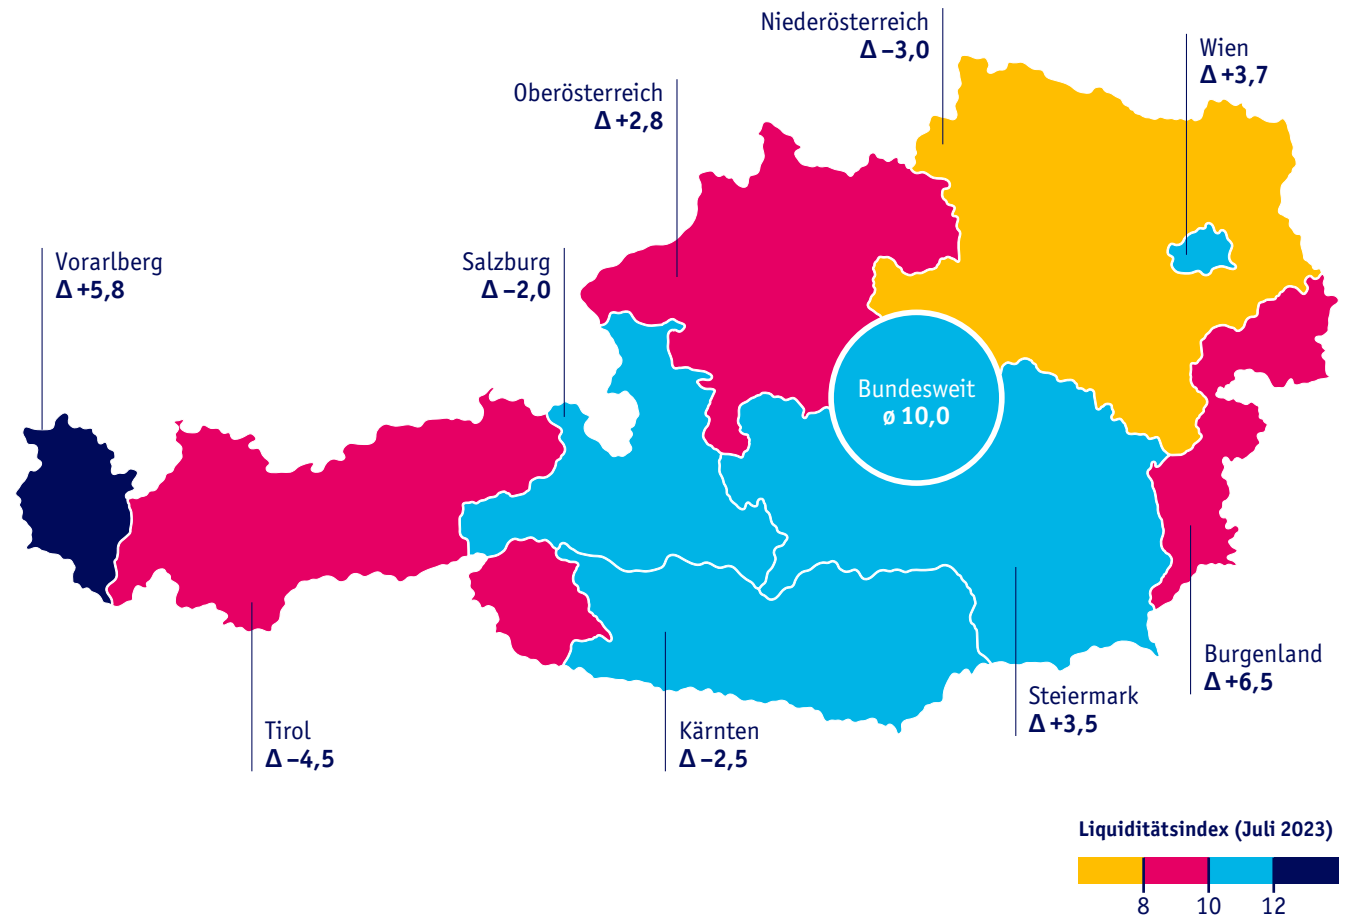 Niederösterreich
Δ –3,0
Wien
Δ +3,7
Oberösterreich
Δ +2,8
Vorarlberg
Δ +5,8
Salzburg
Δ –2,0
Bundesweit
ø 10,0
Burgenland
Δ +6,5
Steiermark
Δ +3,5
Tirol
Δ –4,5
Kärnten
Δ –2,5
Liquiditätsindex (Juli 2023)
8 10 12